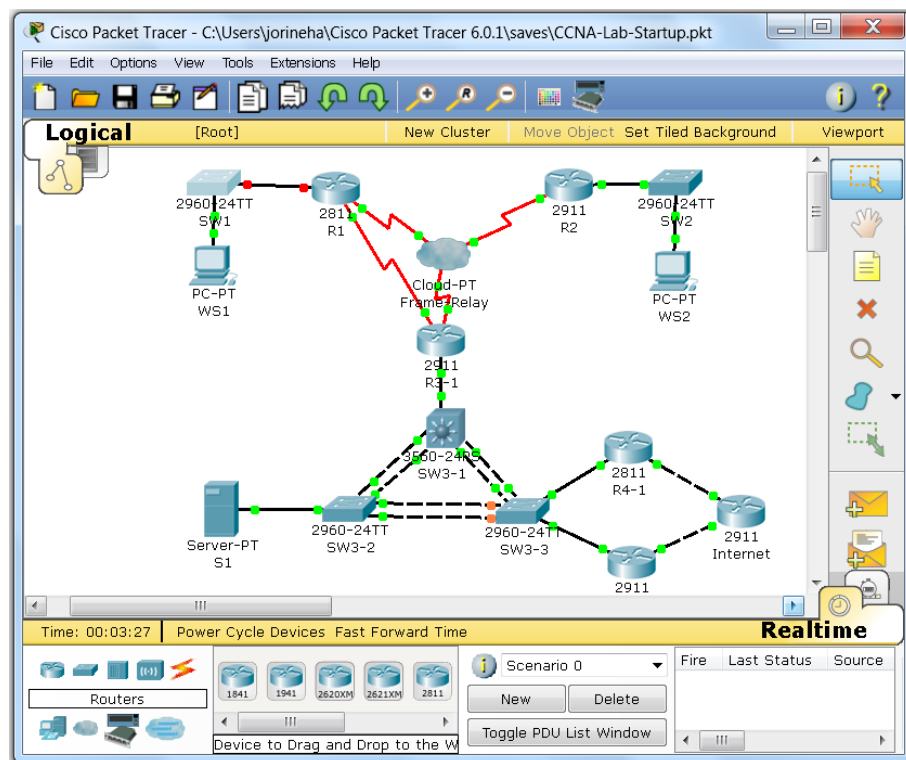 Cisco Packet Tracer - C:\Users\jorineha\Cisco Packet Tracer 6.0.1\saves\CCNA-Lab-Startup.pkt
File Edit Options View Tools Extensions Help
Logical [Root] New Cluster Move Object Set Tiled Background Viewport
2960-24TT
SW1
2811
R1
2911
R2
2960-24TT
SW2
PC-PT
WS1
Cloud-PT
Frame-Relay
PC-PT
WS2
2911
R3-1
3560-24PS
SW3-1
2811
R4-1
Server-PT
S1
2960-24TT
SW3-2
2960-24TT
SW3-3
2911
Internet
2911
Time: 00:03:27 Power Cycle Devices Fast Forward Time Realtime
Routers
1841 1941 2620XM 2621XM 2811
Device to Drag and Drop to the W
Scenario 0
New Delete
Toggle PDU List Window
Fire Last Status Source